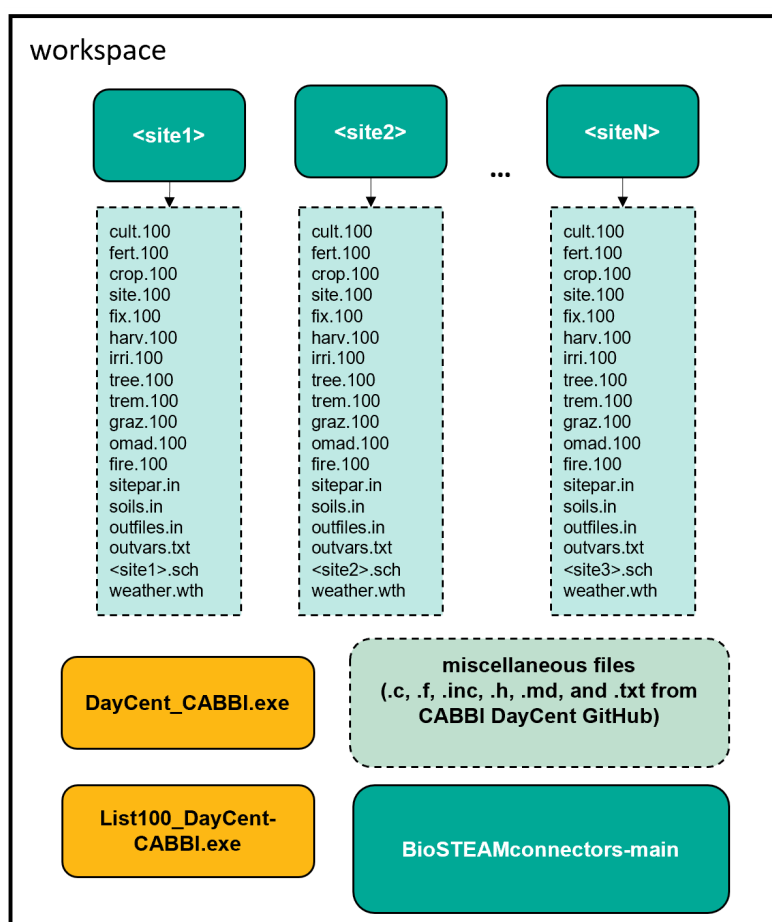 workspace
<site1>
<site2>
...
<siteN>
cult.100
fert.100
crop.100
site.100
fix.100
harv.100
irri.100
tree.100
trem.100
graz.100
omad.100
fire.100
sitepar.in
soils.in
outfiles.in
outvars.txt
<site1>.sch
weather.wth
cult.100
fert.100
crop.100
site.100
fix.100
harv.100
irri.100
tree.100
trem.100
graz.100
omad.100
fire.100
sitepar.in
soils.in
outfiles.in
outvars.txt
<site2>.sch
weather.wth
cult.100
fert.100
crop.100
site.100
fix.100
harv.100
irri.100
tree.100
trem.100
graz.100
omad.100
fire.100
sitepar.in
soils.in
outfiles.in
outvars.txt
<site3>.sch
weather.wth
DayCent_CABBI.exe
miscellaneous files
(.c, .f, .inc, .h, .md, and .txt from
CABBI DayCent GitHub)
List100_DayCent-
CABBI.exe
BioSTEAMconnectors-main